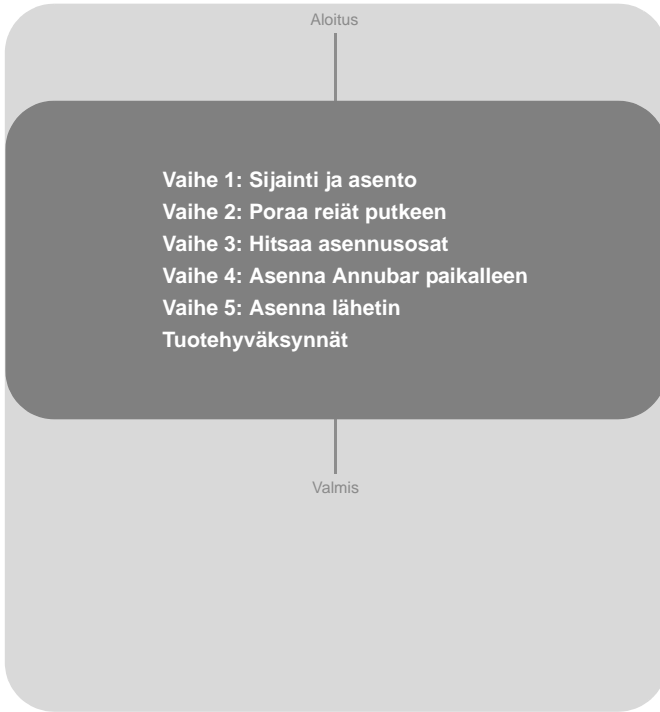 Aloitus
Vaihe 1: Sijainti ja asento
Vaihe 2: Poraa reiät putkeen
Vaihe 3: Hitsaa asennusosat
Vaihe 4: Asenna Annubar paikalleen
Vaihe 5: Asenna lähetin
Tuotehyväksynnät
Valmis